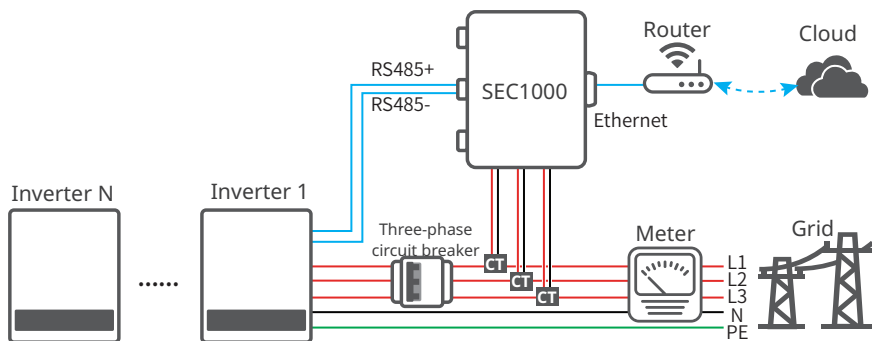 Router
Cloud
RS485+
SEC1000
RS485-
Ethernet
Inverter N
Inverter 1
Three-phase
circuit breaker
Meter
Grid
......
CT
CT
CT
L1
L2
L3
N
PE